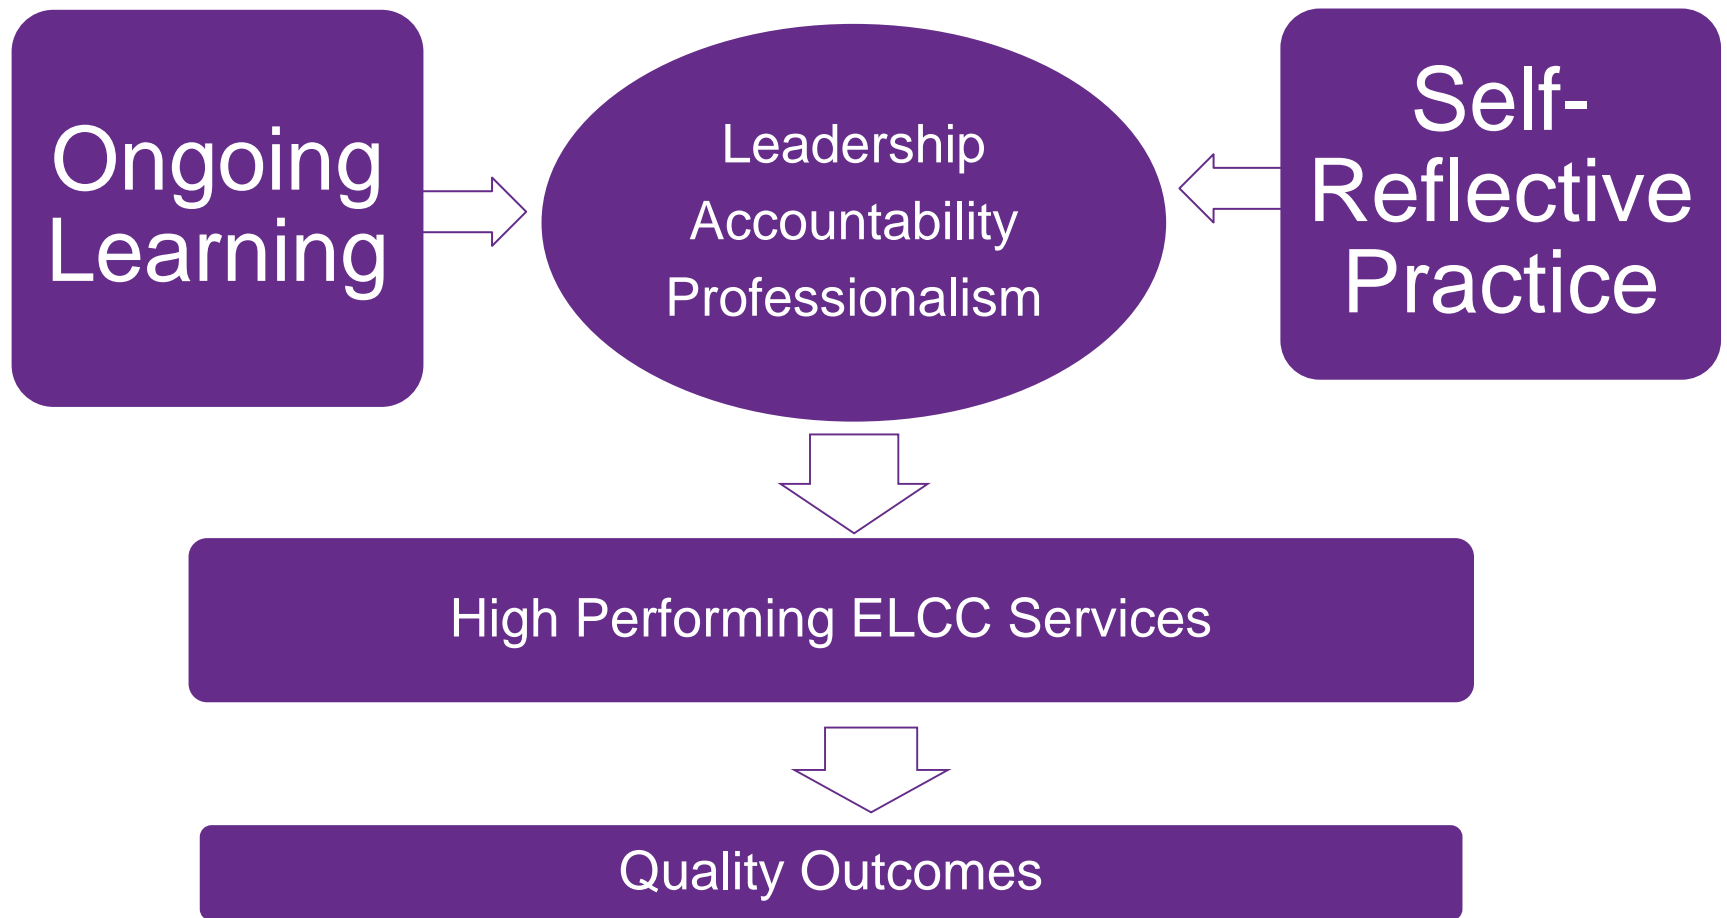 Ongoing
Learning
Leadership
Accountability
Professionalism
Self-
Reflective
Practice
High Performing ELCC Services
Quality Outcomes